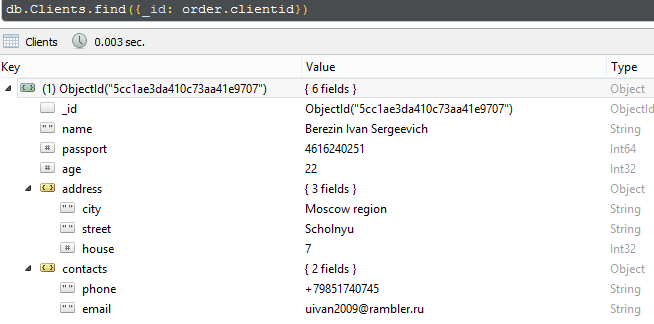 db.Clients.find({_id: order.clientid})
Clients 0.003 sec.
Key Value Type
(1) ObjectId("5cc1ae3da410c73aa41e9707") { 6 fields } Object
_id ObjectId("5cc1ae3da410c73aa41e9707") ObjectId
"" name Berezin Ivan Sergeevich String
# passport 4616240251 Int64
# age 22 Int32
address { 3 fields } Object
"" city Moscow region String
"" street Scholnyu String
# house 7 Int32
contacts { 2 fields } Object
"" phone +79851740745 String
"" email uivan2009@rambler.ru String